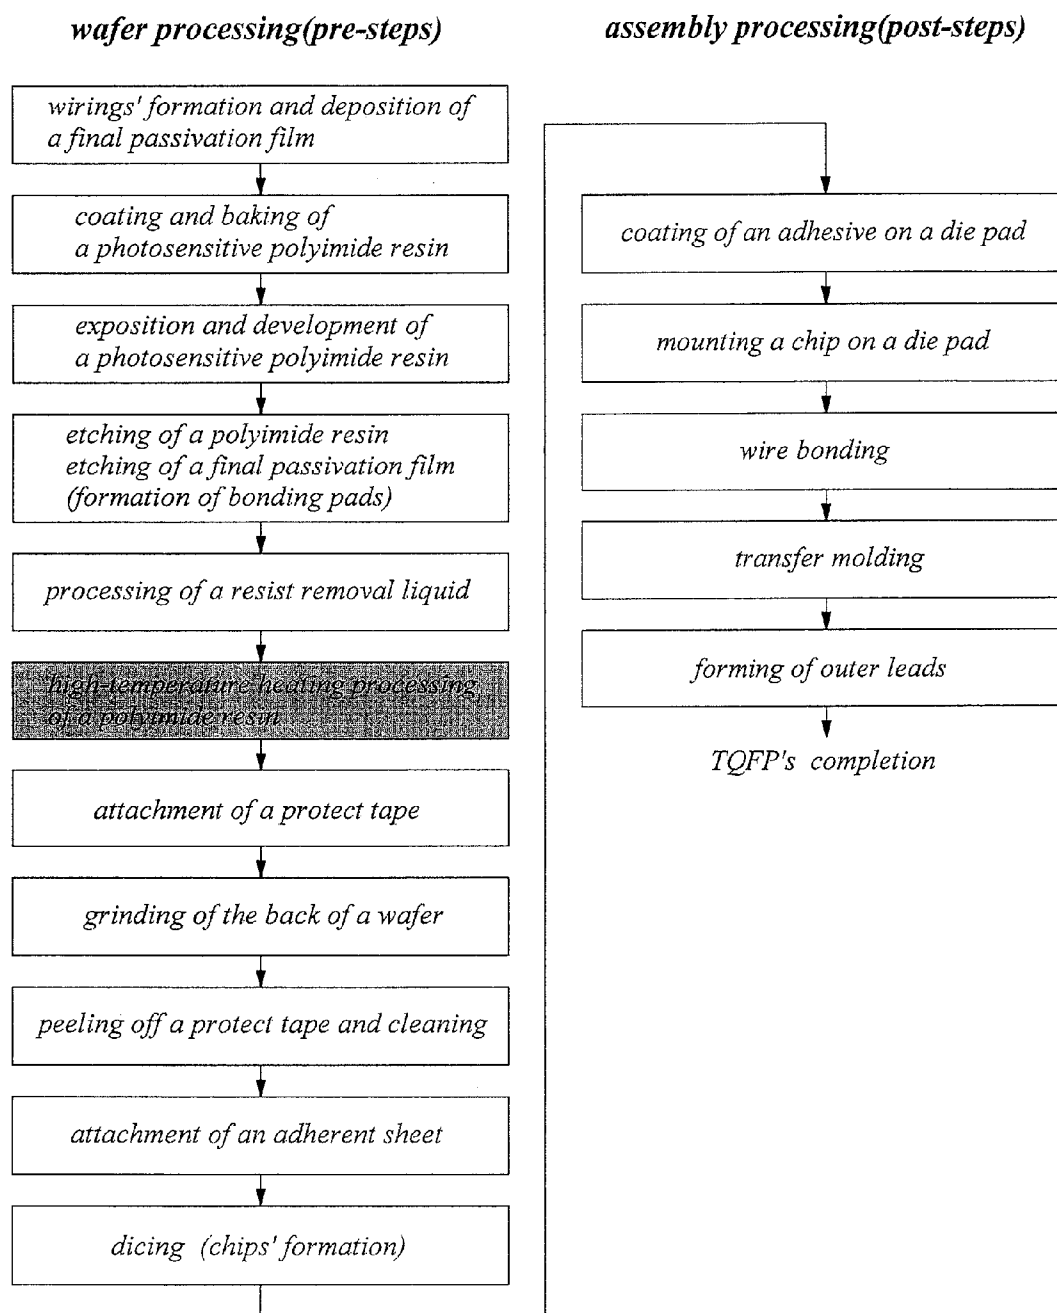 wafer processing(pre-steps)
wirings' formation and deposition of
a final passivation film
coating and baking of
a photosensitive polyimide resin
exposition and development of
a photosensitive polyimide resin
etching of a polyimide resin
etching of a final passivation film
(formation of bonding pads)
processing of a resist removal liquid
high-temperature heating processing
of a polyimide resin
attachment of a protect tape
grinding of the back of a wafer
peeling off a protect tape and cleaning
attachment of an adherent sheet
dicing (chips' formation)
assembly processing(post-steps)
coating of an adhesive on a die pad
mounting a chip on a die pad
wire bonding
transfer molding
forming of outer leads
TQFP's completion